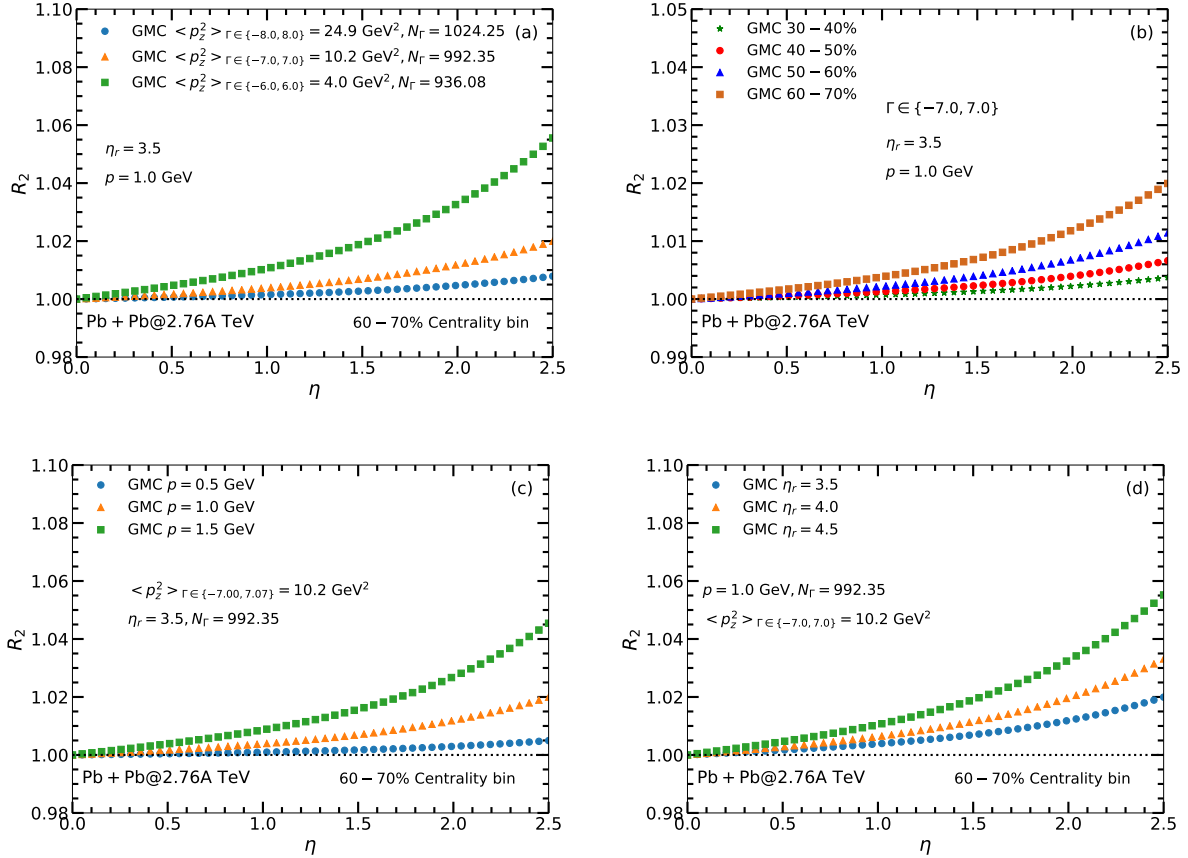 GMC < p_z^2 >_{Γ∈{−8.0, 8.0}} = 24.9 GeV^2, N_Γ = 1024.25 (a)
GMC < p_z^2 >_{Γ∈{−7.0, 7.0}} = 10.2 GeV^2, N_Γ = 992.35
GMC < p_z^2 >_{Γ∈{−6.0, 6.0}} = 4.0 GeV^2, N_Γ = 936.08
η_r = 3.5
p = 1.0 GeV
Pb + Pb@2.76A TeV
60 − 70% Centrality bin
1.10
1.08
1.06
1.04
1.02
1.00
0.98
R_2
0.0 0.5 1.0 1.5 2.0 2.5
η
GMC 30 − 40% (b)
GMC 40 − 50%
GMC 50 − 60%
GMC 60 − 70%
Γ ∈ {−7.0, 7.0}
η_r = 3.5
p = 1.0 GeV
Pb + Pb@2.76A TeV
1.05
1.04
1.03
1.02
1.01
1.00
0.99
R_2
0.0 0.5 1.0 1.5 2.0 2.5
η
GMC p = 0.5 GeV (c)
GMC p = 1.0 GeV
GMC p = 1.5 GeV
< p_z^2 >_{Γ∈{−7.00, 7.07}} = 10.2 GeV^2
η_r = 3.5, N_Γ = 992.35
Pb + Pb@2.76A TeV
60 − 70% Centrality bin
1.10
1.08
1.06
1.04
1.02
1.00
0.98
R_2
0.0 0.5 1.0 1.5 2.0 2.5
η
GMC η_r = 3.5 (d)
GMC η_r = 4.0
GMC η_r = 4.5
p = 1.0 GeV, N_Γ = 992.35
< p_z^2 >_{Γ∈{−7.0, 7.0}} = 10.2 GeV^2
Pb + Pb@2.76A TeV
60 − 70% Centrality bin
1.10
1.08
1.06
1.04
1.02
1.00
0.98
R_2
0.0 0.5 1.0 1.5 2.0 2.5
η